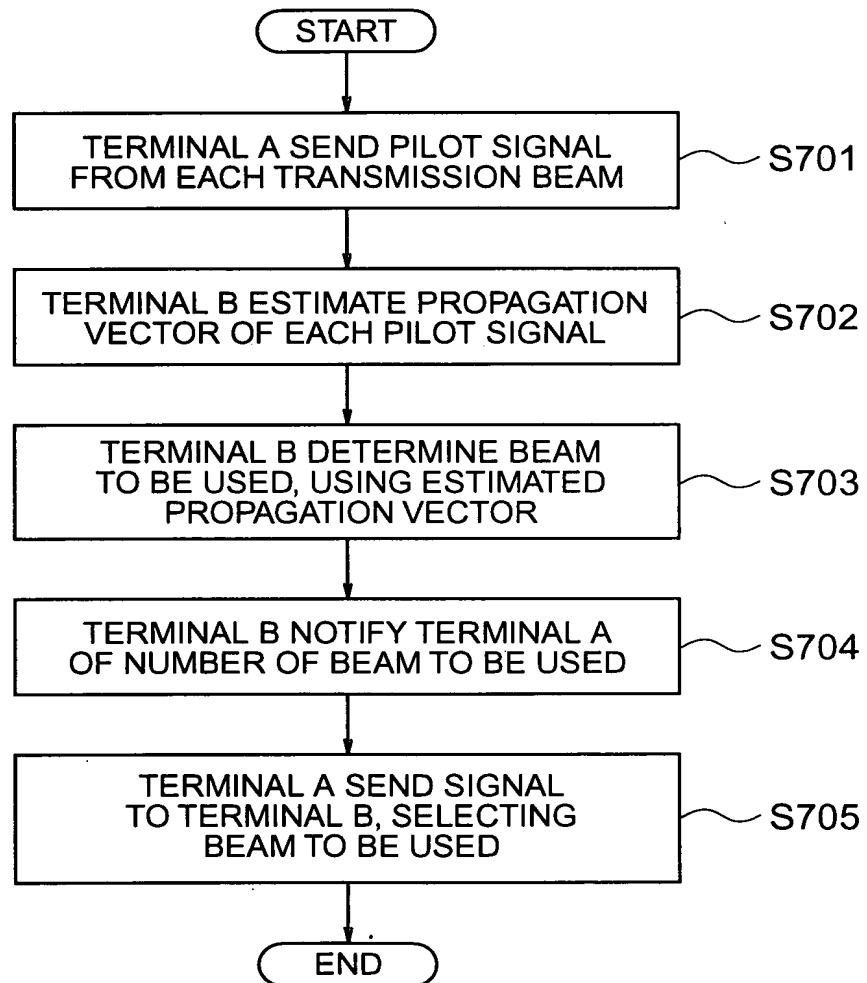 START
TERMINAL A SEND PILOT SIGNAL
FROM EACH TRANSMISSION BEAM
S701
TERMINAL B ESTIMATE PROPAGATION
VECTOR OF EACH PILOT SIGNAL
S702
TERMINAL B DETERMINE BEAM
TO BE USED, USING ESTIMATED
PROPAGATION VECTOR
S703
TERMINAL B NOTIFY TERMINAL A
OF NUMBER OF BEAM TO BE USED
S704
TERMINAL A SEND SIGNAL
TO TERMINAL B, SELECTING
BEAM TO BE USED
S705
END